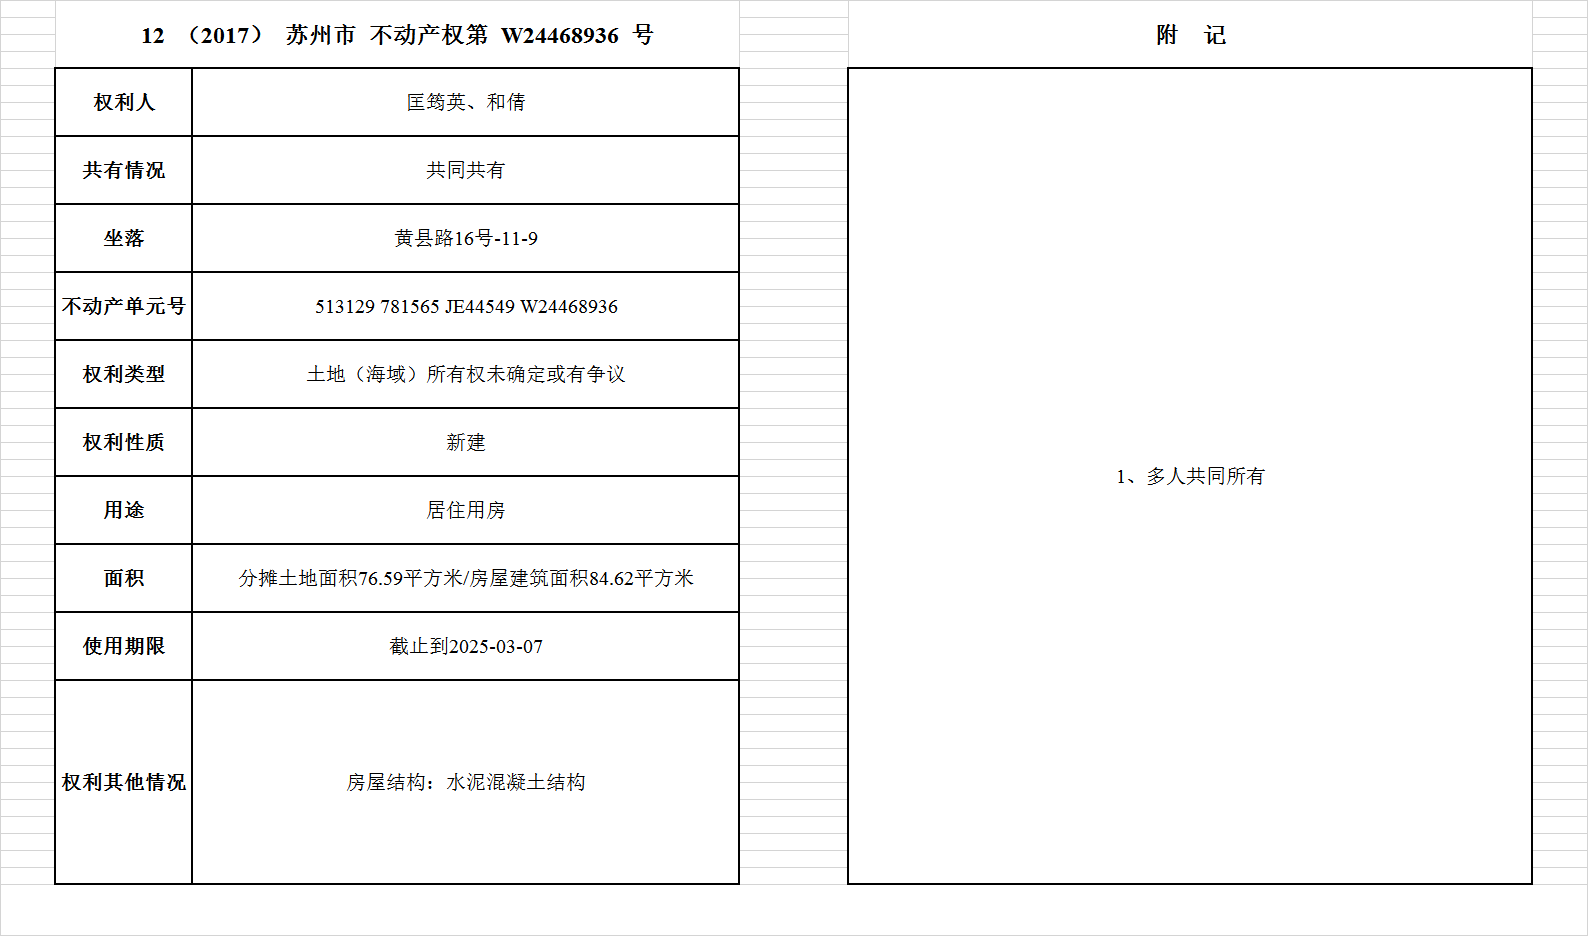 12 （2017） 苏州市 不动产权第 W24468936 号
权利人 匡筠英、和倩
共有情况 共同共有
坐落 黄县路16号-11-9
不动产单元号 513129 781565 JE44549 W24468936
权利类型 土地（海域）所有权未确定或有争议
权利性质 新建
用途 居住用房
面积 分摊土地面积76.59平方米/房屋建筑面积84.62平方米
使用期限 截止到2025-03-07
权利其他情况 房屋结构：水泥混凝土结构
附 记
1、多人共同所有